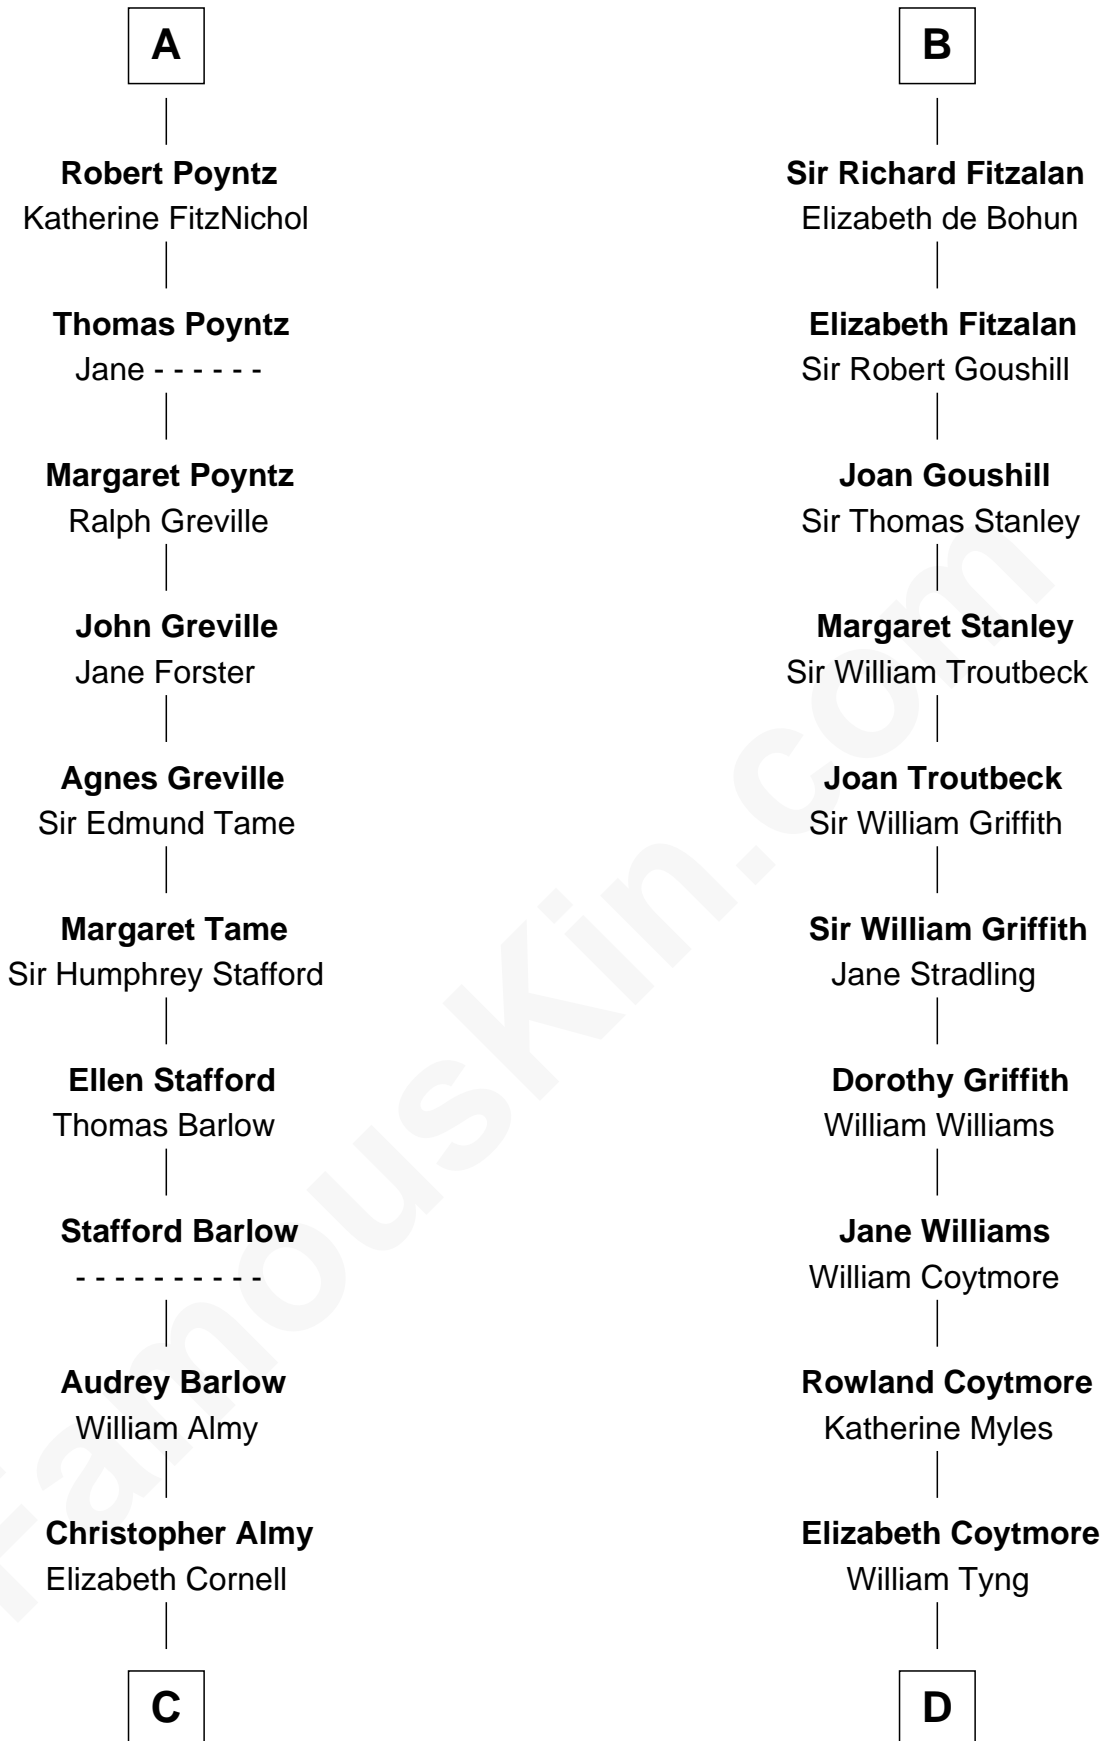 A
Robert Poyntz
Katherine FitzNichol
Thomas Poyntz
Jane - - - - - -
Margaret Poyntz
Ralph Greville
John Greville
Jane Forster
Agnes Greville
Sir Edmund Tame
Margaret Tame
Sir Humphrey Stafford
Ellen Stafford
Thomas Barlow
Stafford Barlow
- - - - - - - - - -
Audrey Barlow
William Almy
Christopher Almy
Elizabeth Cornell
C
B
Sir Richard Fitzalan
Elizabeth de Bohun
Elizabeth Fitzalan
Sir Robert Goushill
Joan Goushill
Sir Thomas Stanley
Margaret Stanley
Sir William Troutbeck
Joan Troutbeck
Sir William Griffith
Sir William Griffith
Jane Stradling
Dorothy Griffith
William Williams
Jane Williams
William Coytmore
Rowland Coytmore
Katherine Myles
Elizabeth Coytmore
William Tyng
D
FamousKin.com